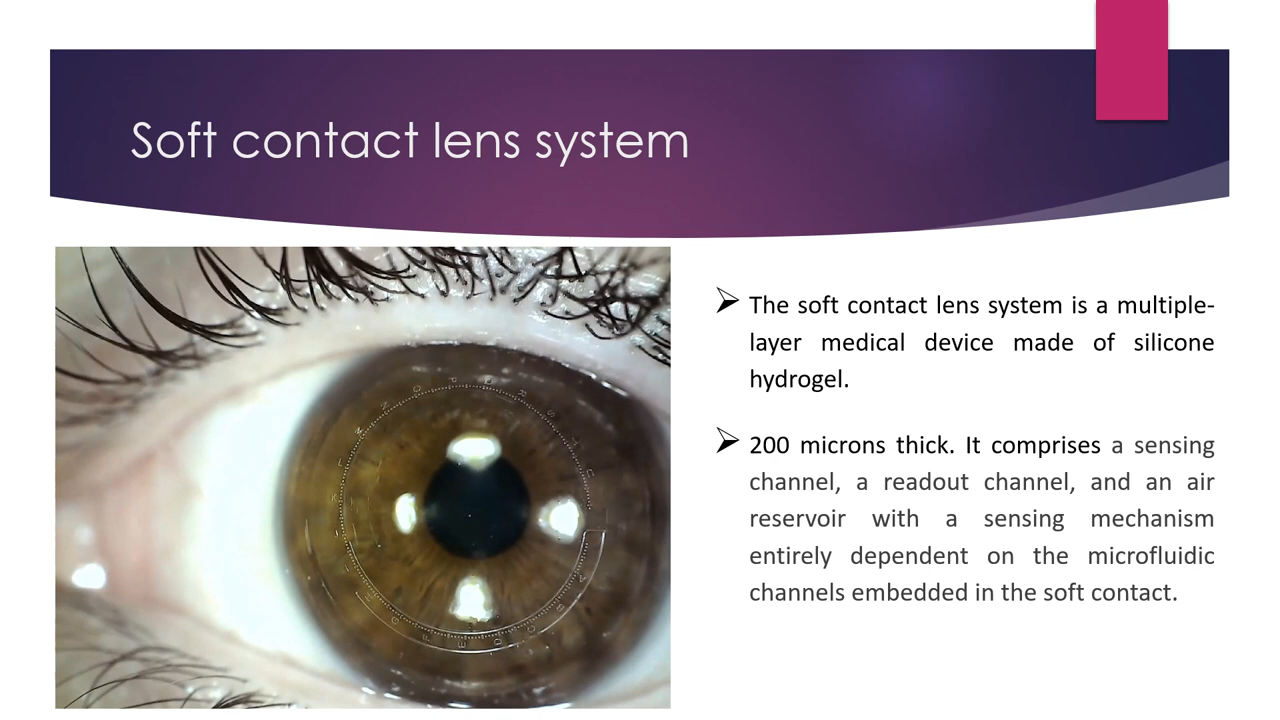 Soft contact lens system
The soft contact lens system is a multiple-
layer medical device made of silicone
hydrogel.
200 microns thick. It comprises a sensing
channel, a readout channel, and an air
reservoir with a sensing mechanism
entirely dependent on the microfluidic
channels embedded in the soft contact.